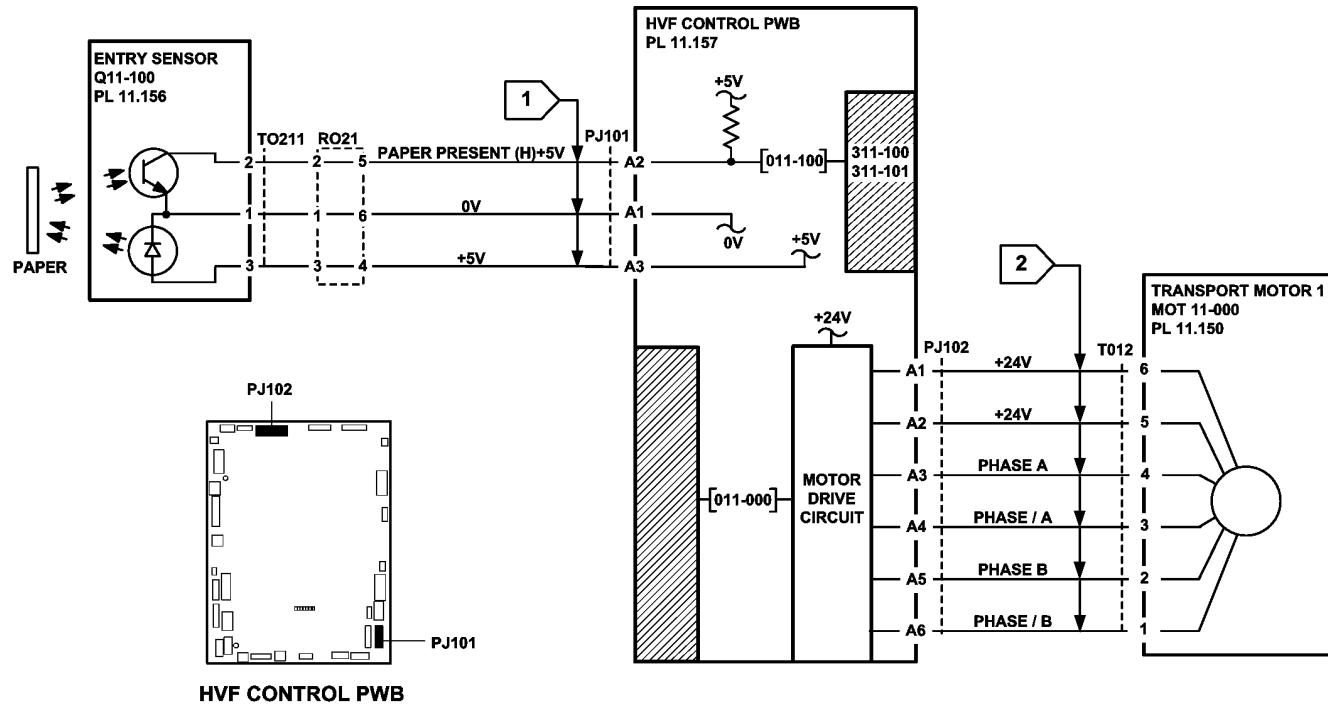 HVF CONTROL PWB
PL 11.157
ENTRY SENSOR
Q11-100
PL 11.156
+5V
1
TO211
RO21
PJ101
2
2
5
PAPER PRESENT (H)+5V
A2
[011-100]
311-100
311-101
1
1
6
0V
A1
0V
+5V
PAPER
3
3
4
+5V
A3
2
TRANSPORT MOTOR 1
MOT 11-000
PL 11.150
+24V
PJ102
T012
A1
+24V
6
A2
+24V
5
A3
PHASE A
4
[011-000]
MOTOR
DRIVE
CIRCUIT
A4
PHASE / A
3
A5
PHASE B
2
A6
PHASE / B
1
PJ102
PJ101
HVF CONTROL PWB